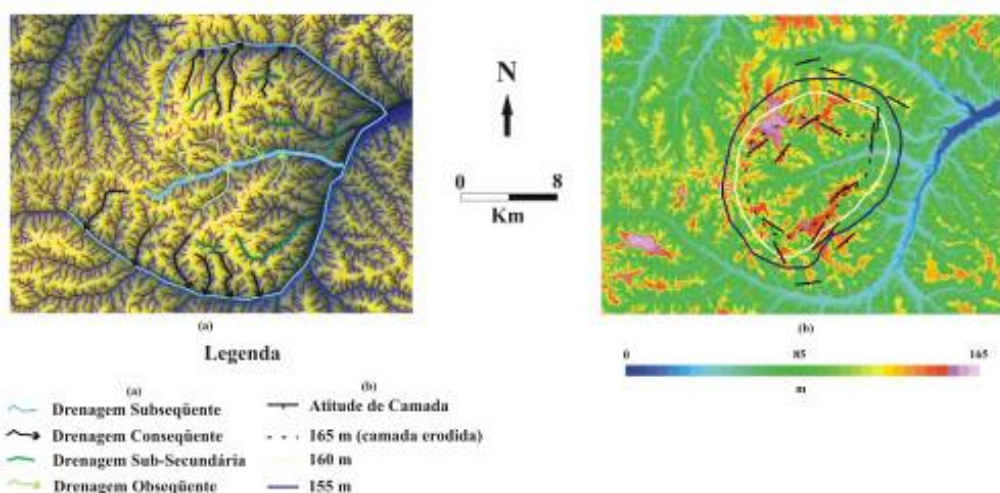 N
0 8
Km
(a)
(b)
0 85 165
m
Legenda
(a)
Drenagem Subseqüente
Drenagem Conseqüente
Drenagem Sub-Secundária
Drenagem Obseqüente
(b)
Atitude de Camada
165 m (camada erodida)
160 m
155 m